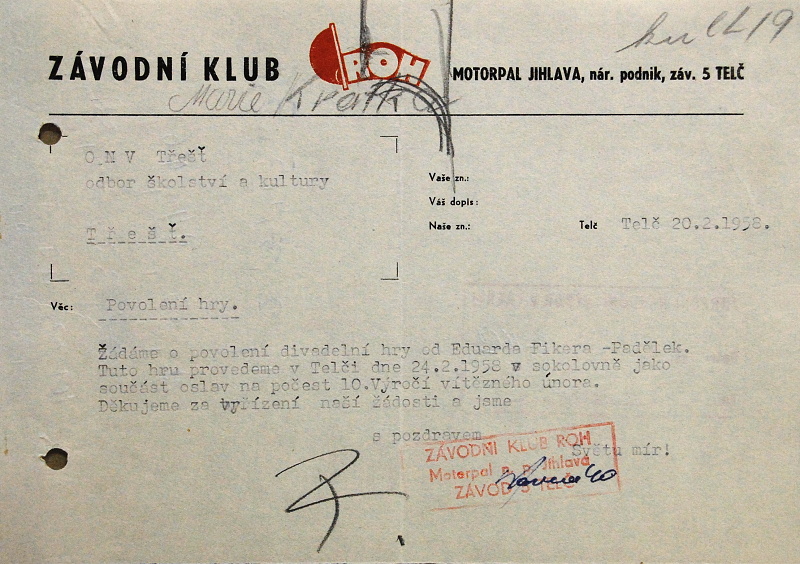 ZÁVODNÍ KLUB
ROH
MOTORPAL JIHLAVA, nár. podnik, záv. 5 TELČ
Marie Kratka
O N V Třešť
odbor školství a kultury
Třešť.
Vaše zn.:
Váš dopis:
Naše zn.:
Telč Telč 20.2.1958.
Věc: Povolení hry.
Žádáme o povolení divadelní hry od Eduarda Fikera -Padělek.
Tuto hru provedeme v Telči dne 24.2.1958 v sokolovně jako
součást oslav na počest 10.Výročí vítězného února.
Děkujeme za vyřízení naší žádosti a jsme
s pozdravem
Světu mír!
ZÁVODNÍ KLUB ROH
Motorpal n. p. Jihlava
ZÁVOD 5 TELČ